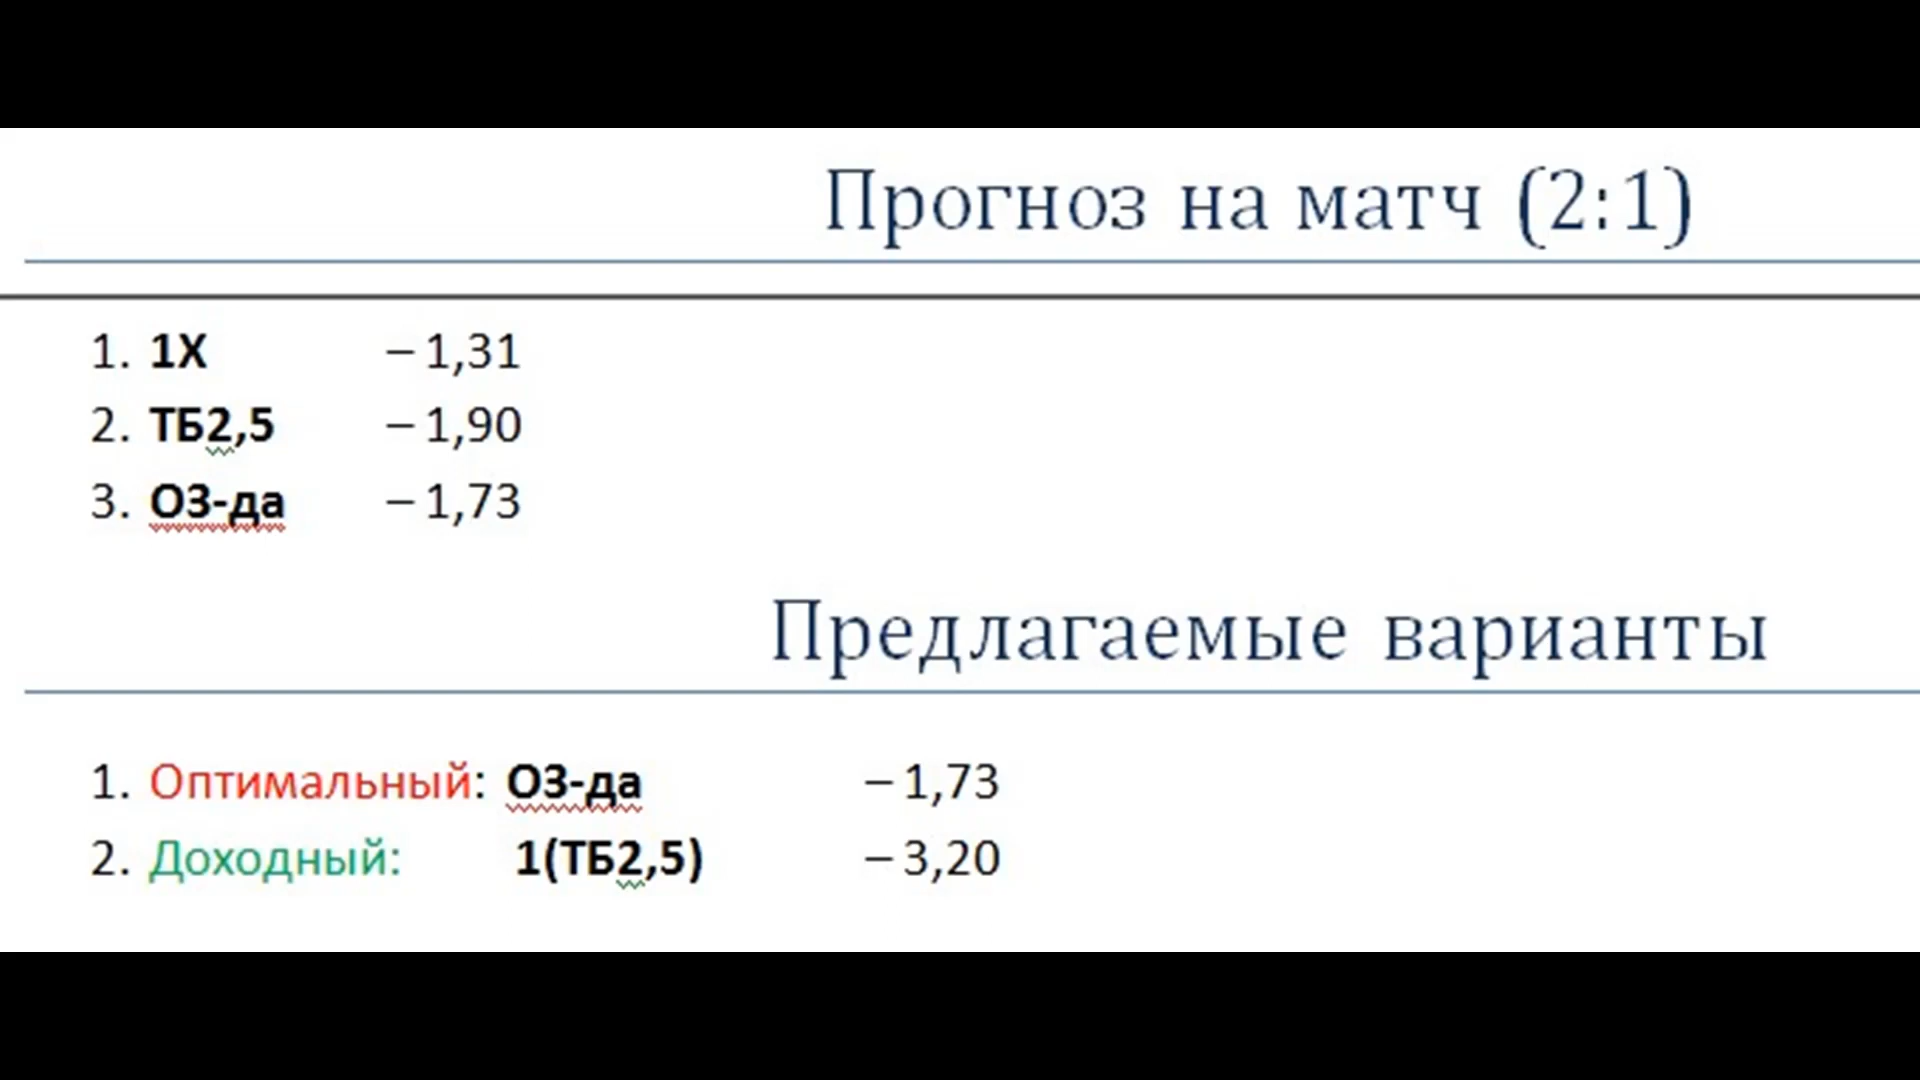 Прогноз на матч (2:1)
1. 1X – 1,31
2. ТБ2,5 – 1,90
3. ОЗ-да – 1,73
Предлагаемые варианты
1. Оптимальный: ОЗ-да – 1,73
2. Доходный: 1(ТБ2,5) – 3,20